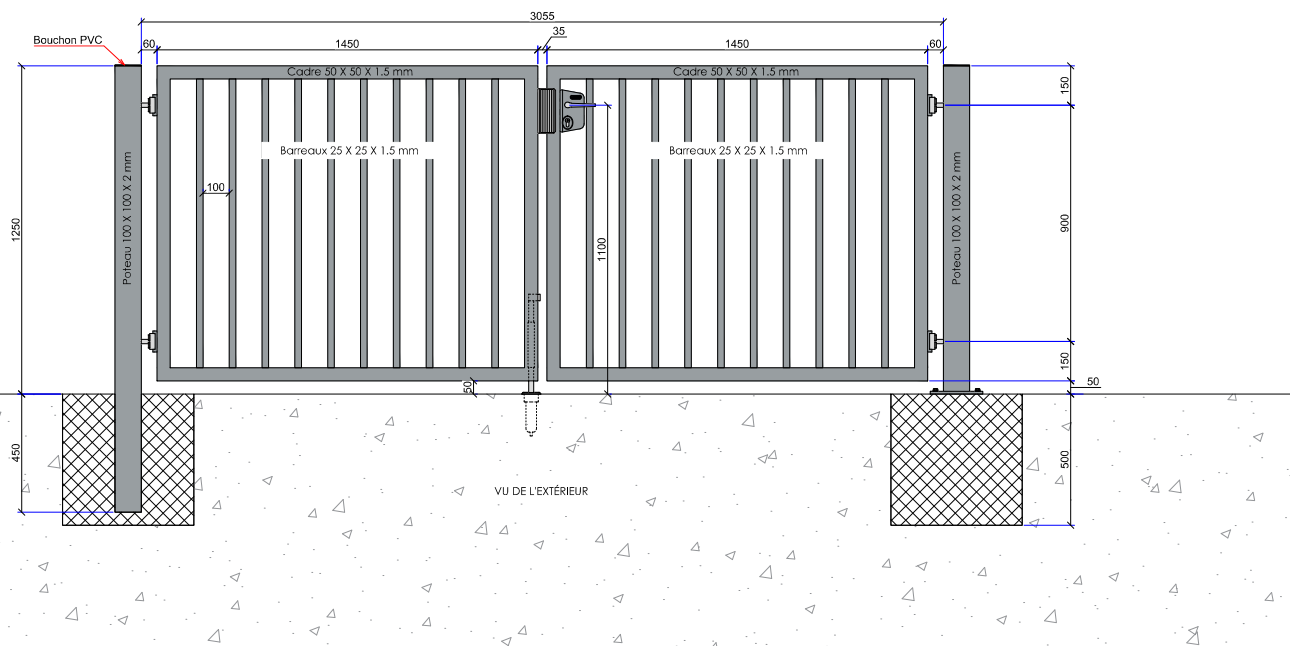 3055
Bouchon PVC
60
1450
35
1450
60
Cadre 50 X 50 X 1.5 mm
Cadre 50 X 50 X 1.5 mm
150
Barreaux 25 X 25 X 1.5 mm
Barreaux 25 X 25 X 1.5 mm
100
Poteau 100 X 100 X 2 mm
Poteau 100 X 100 X 2 mm
1250
1100
900
150
50
50
450
500
VU DE L'EXTÉRIEUR